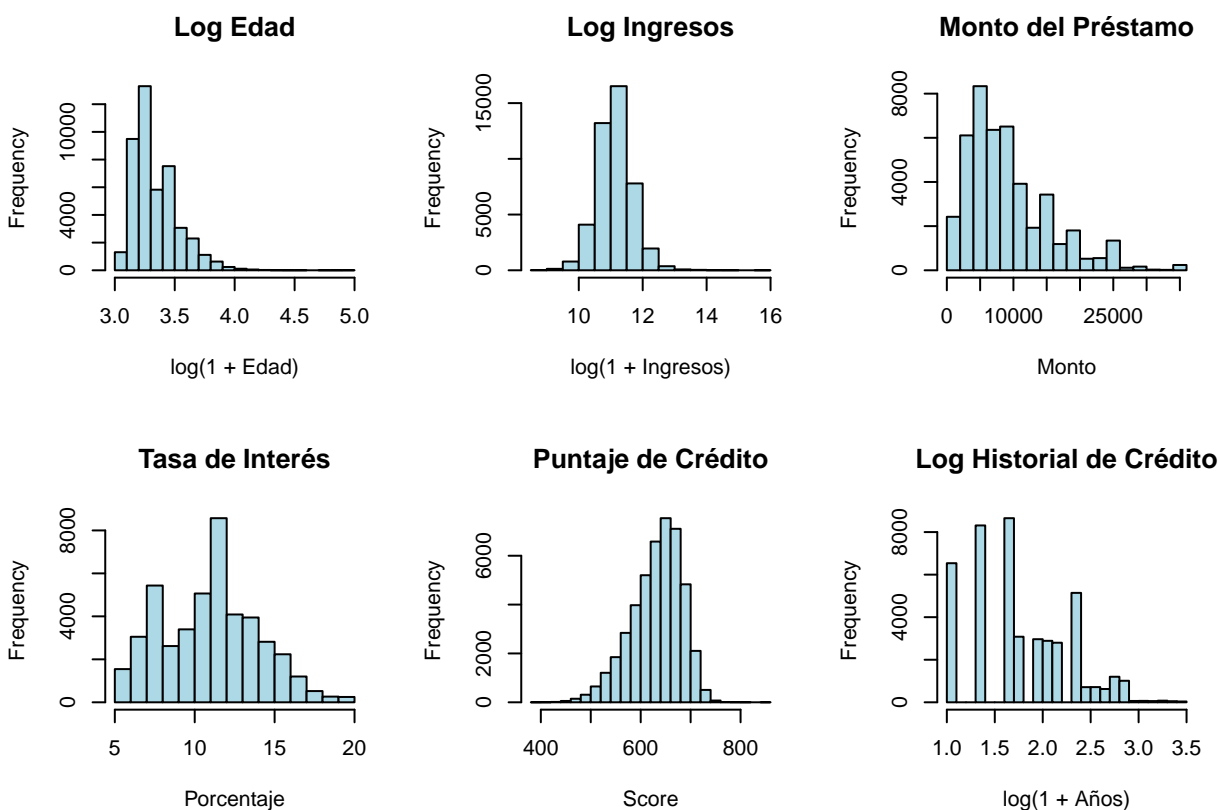 Log Edad
Frequency
0 4000 10000
3.0 3.5 4.0 4.5 5.0
log(1 + Edad)
Log Ingresos
Frequency
0 5000 15000
10 12 14 16
log(1 + Ingresos)
Monto del Préstamo
Frequency
0 4000 8000
0 10000 25000
Monto
Tasa de Interés
Frequency
0 4000 8000
5 10 15 20
Porcentaje
Puntaje de Crédito
Frequency
0 2000 6000
400 600 800
Score
Log Historial de Crédito
Frequency
0 4000 8000
1.0 1.5 2.0 2.5 3.0 3.5
log(1 + Años)